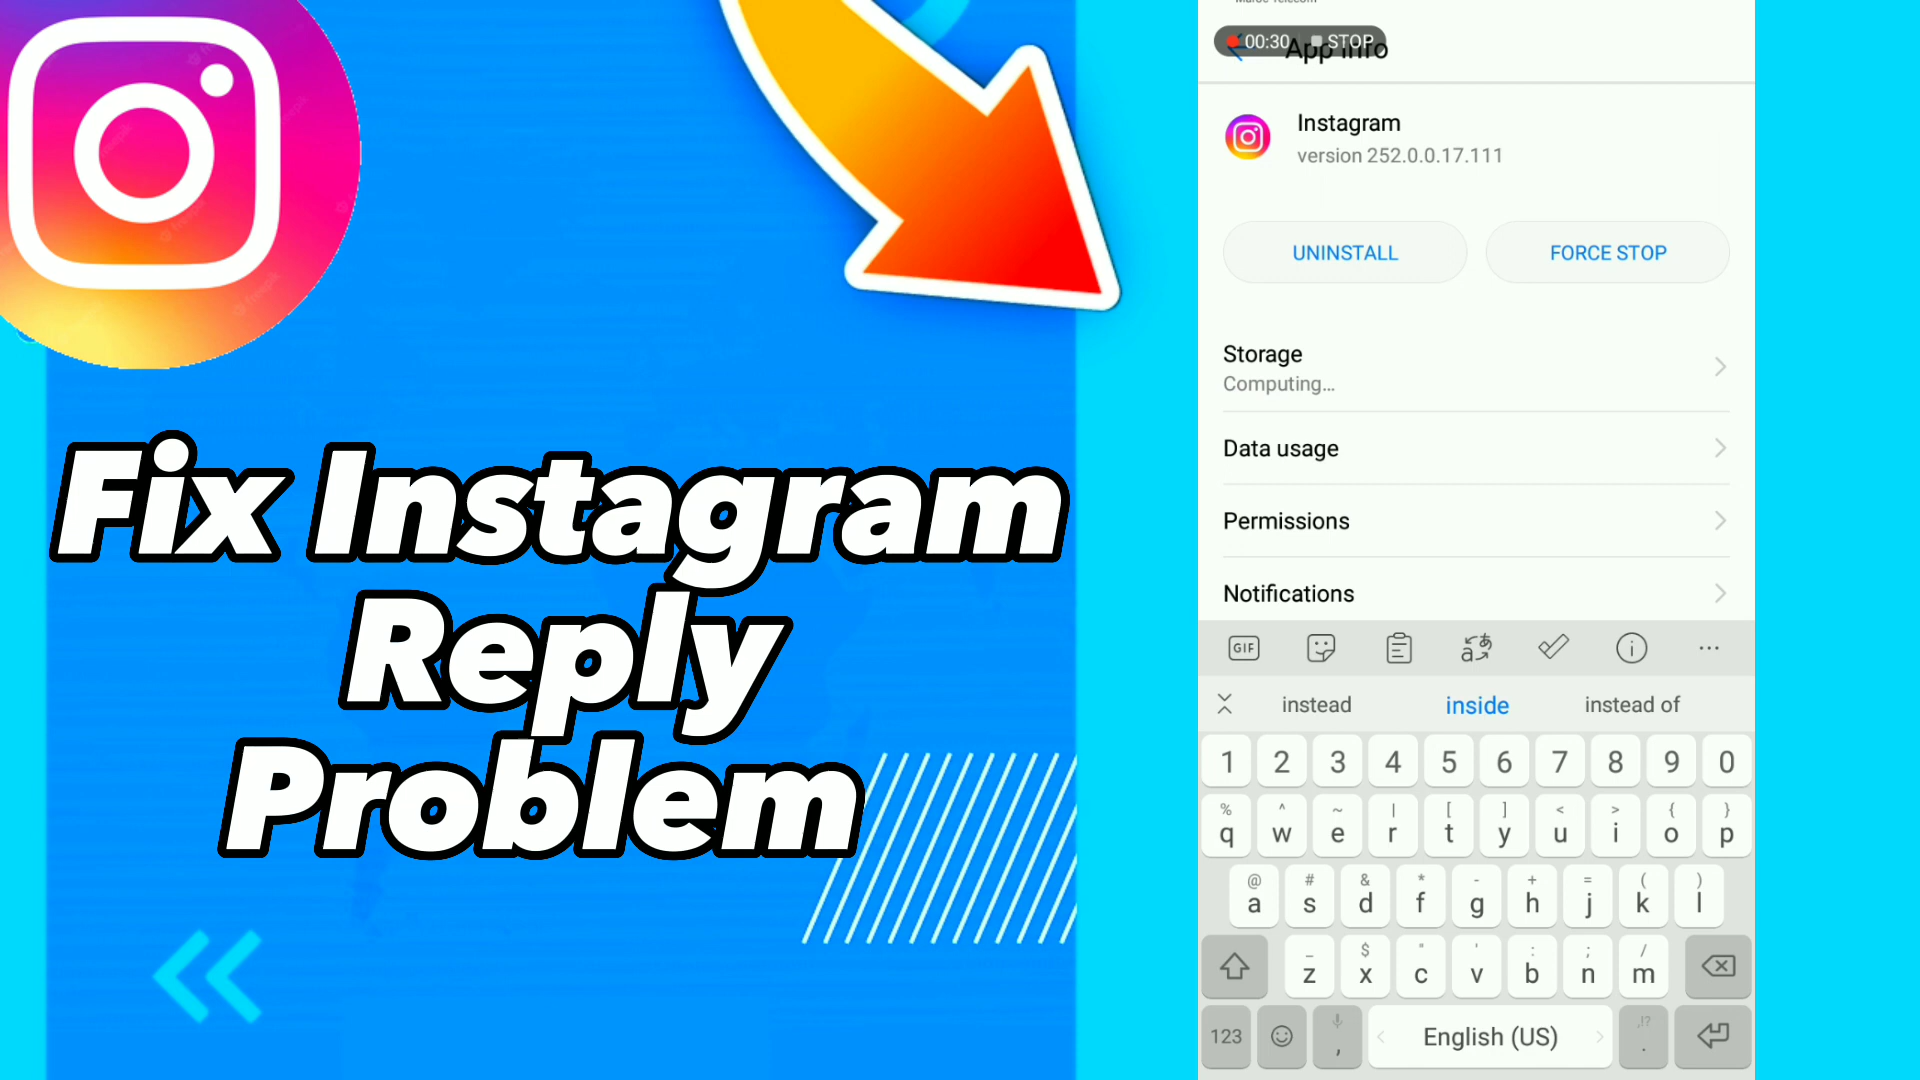 Fix Instagram
Reply
Problem
Maroc Telecom
00:30 STOP
App info
Instagram
version 252.0.0.17.111
UNINSTALL
FORCE STOP
Storage
Computing...
Data usage
Permissions
Notifications
GIF
instead inside instead of
1 2 3 4 5 6 7 8 9 0
% ^ ~ | [ ] < > { }
q w e r t y u i o p
@ # & * - + = ( )
a s d f g h j k l
_ $ " ' : ; /
z x c v b n m
,!?
123 , English (US) .